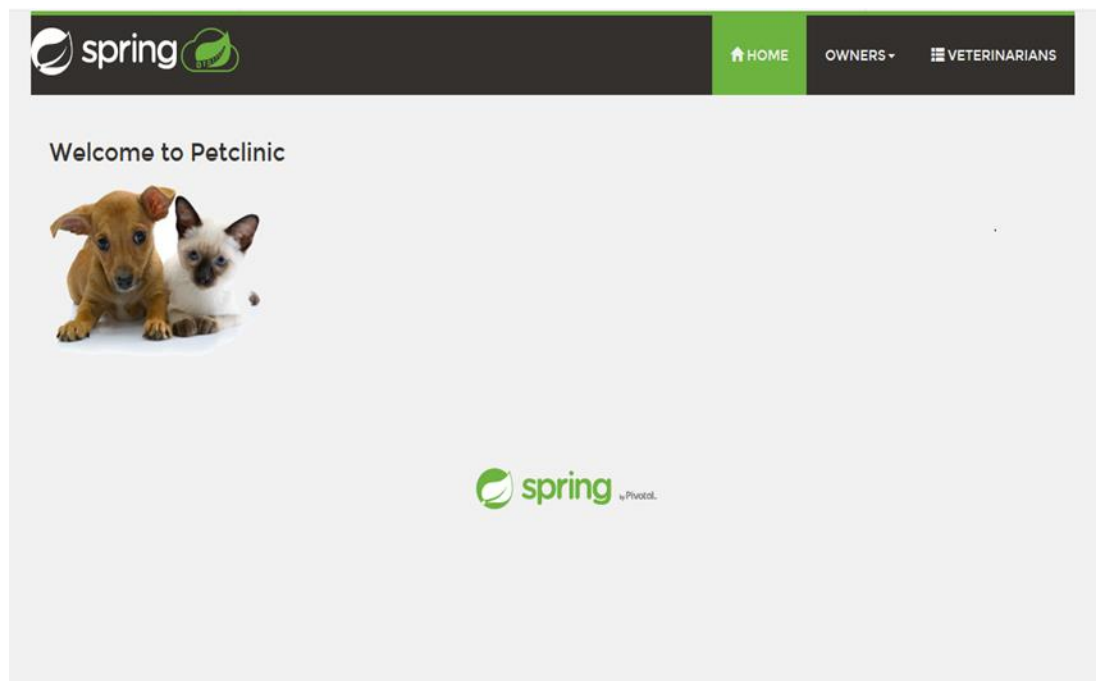 spring
HOME OWNERS VETERINARIANS
Welcome to Petclinic
spring by Pivotal.